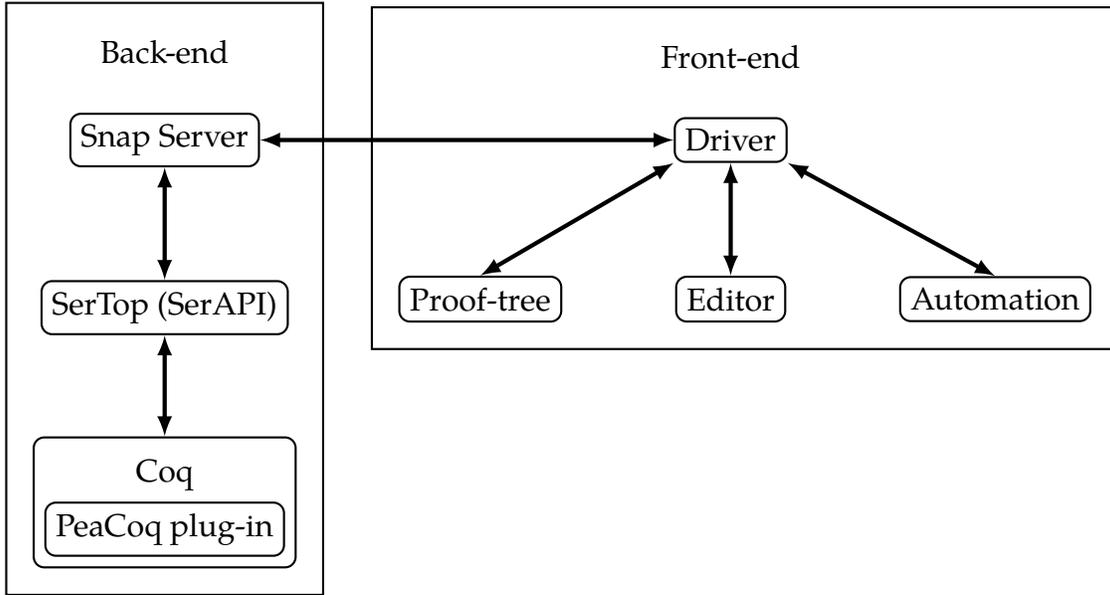 Back-end
Snap Server
SerTop (SerAPI)
Coq
PeaCoq plug-in
Front-end
Driver
Proof-tree
Editor
Automation